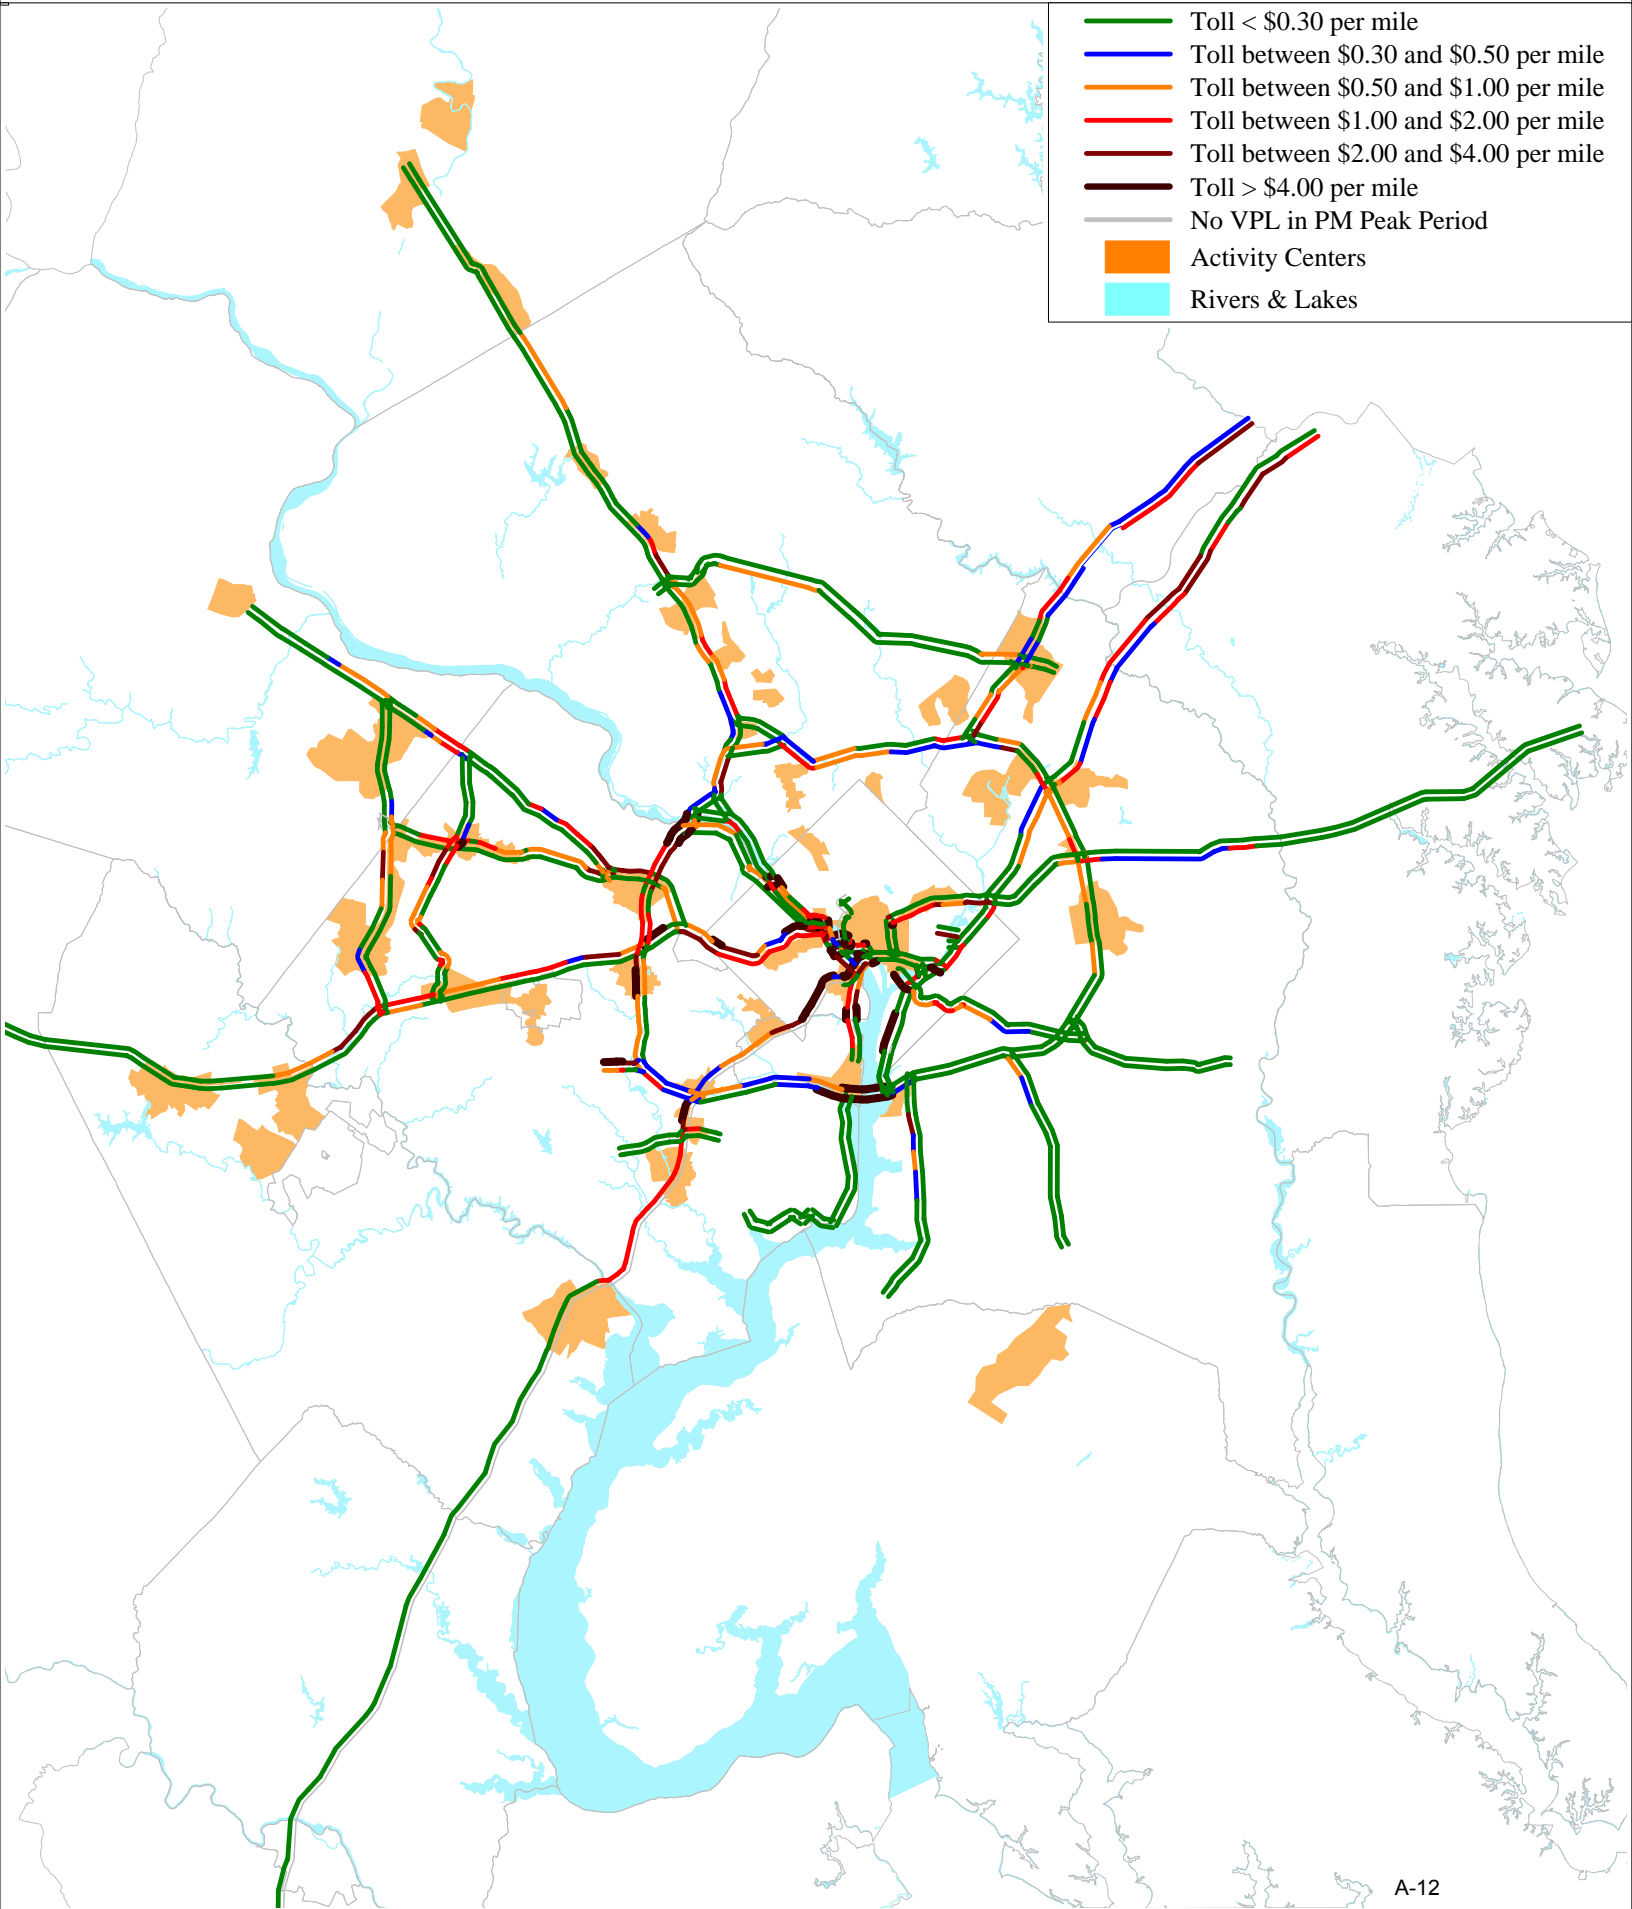 Toll < $0.30 per mile
Toll between $0.30 and $0.50 per mile
Toll between $0.50 and $1.00 per mile
Toll between $1.00 and $2.00 per mile
Toll between $2.00 and $4.00 per mile
Toll > $4.00 per mile
No VPL in PM Peak Period
Activity Centers
Rivers & Lakes
A-12